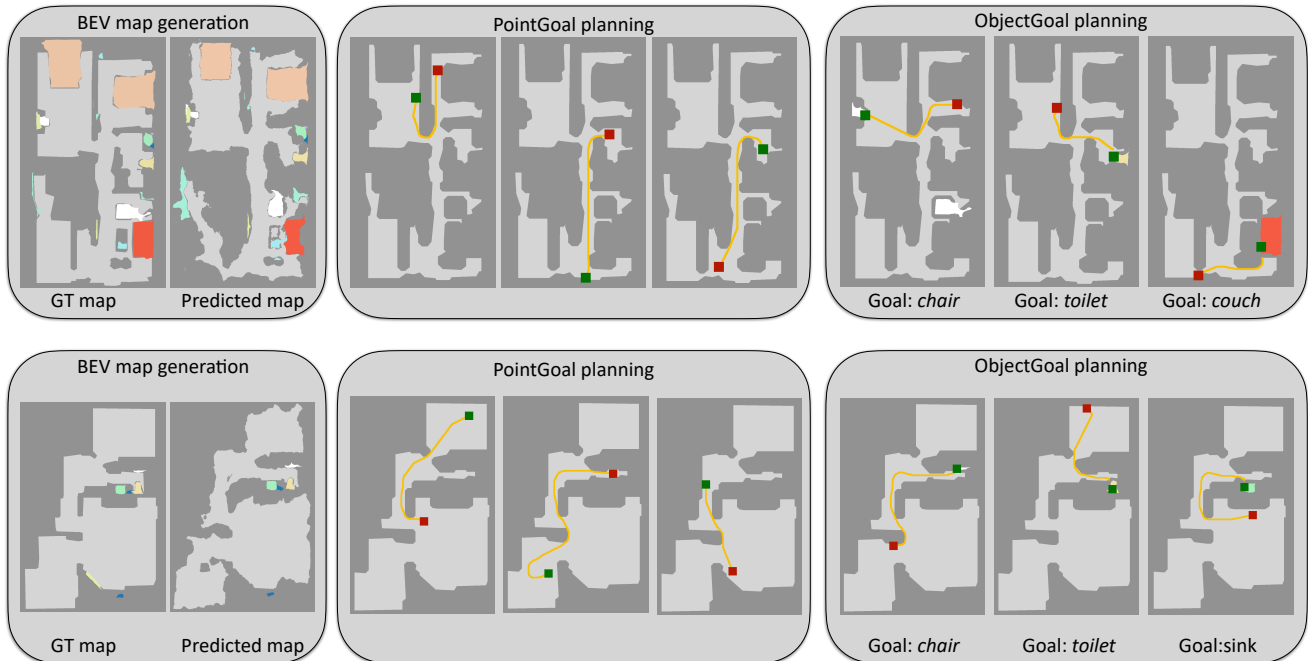 BEV map generation
PointGoal planning
ObjectGoal planning
GT map
Predicted map
Goal: chair
Goal: toilet
Goal: couch
BEV map generation
PointGoal planning
ObjectGoal planning
GT map
Predicted map
Goal: chair
Goal: toilet
Goal:sink